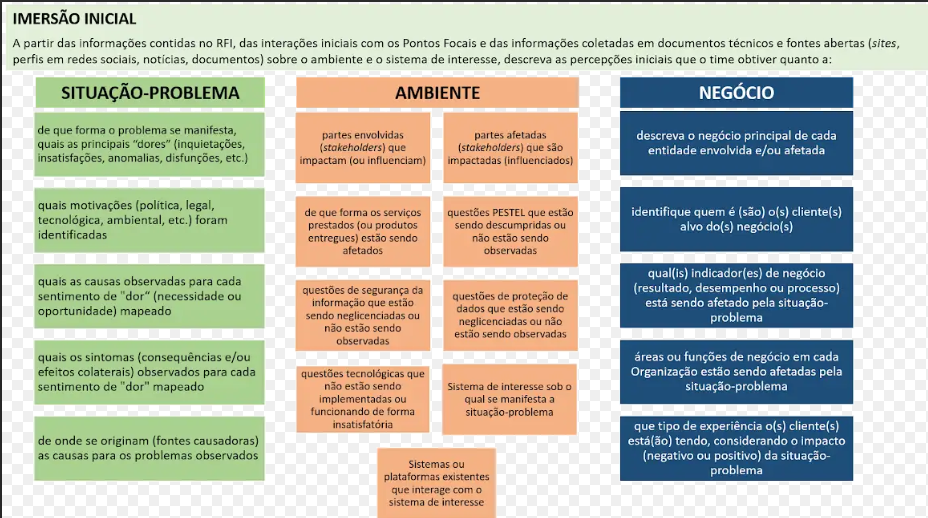 IMERSÃO INICIAL
A partir das informações contidas no RFI, das interações iniciais com os Pontos Focais e das informações coletadas em documentos técnicos e fontes abertas (sites,
perfis em redes sociais, notícias, documentos) sobre o ambiente e o sistema de interesse, descreva as percepções iniciais que o time obtiver quanto a:
SITUAÇÃO-PROBLEMA
de que forma o problema se manifesta,
quais as principais "dores" (inquietações,
insatisfações, anomalias, disfunções, etc.)
quais motivações (política, legal,
tecnológica, ambiental, etc.) foram
identificadas
quais as causas observadas para cada
sentimento de "dor" (necessidade ou
oportunidade) mapeado
quais os sintomas (consequências e/ou
efeitos colaterais) observados para cada
sentimento de "dor" mapeado
de onde se originam (fontes causadoras)
as causas para os problemas observados
AMBIENTE
partes envolvidas
(stakeholders) que
impactam (ou influenciam)
partes afetadas
(stakeholders) que são
impactadas (influenciados)
de que forma os serviços
prestados (ou produtos
entregues) estão sendo
afetados
questões PESTEL que estão
sendo descumpridas ou
não estão sendo
observadas
questões de segurança da
informação que estão
sendo neglicenciadas ou
não estão sendo
observadas
questões de proteção de
dados que estão sendo
neglicenciadas ou não
estão sendo observadas
questões tecnológicas que
não estão sendo
implementadas ou
funcionando de forma
insatisfatória
Sistema de interesse sob o
qual se manifesta a
situação-problema
Sistemas ou
plataformas existentes
que interage com o
sistema de interesse
NEGÓCIO
descreva o negócio principal de cada
entidade envolvida e/ou afetada
identifique quem é (são) o(s) cliente(s)
alvo do(s) negócio(s)
qual(is) indicador(es) de negócio
(resultado, desempenho ou processo)
está sendo afetado pela situação-
problema
áreas ou funções de negócio em cada
Organização estão sendo afetadas pela
situação-problema
que tipo de experiência o(s) cliente(s)
está(ão) tendo, considerando o impacto
(negativo ou positivo) da situação-
problema